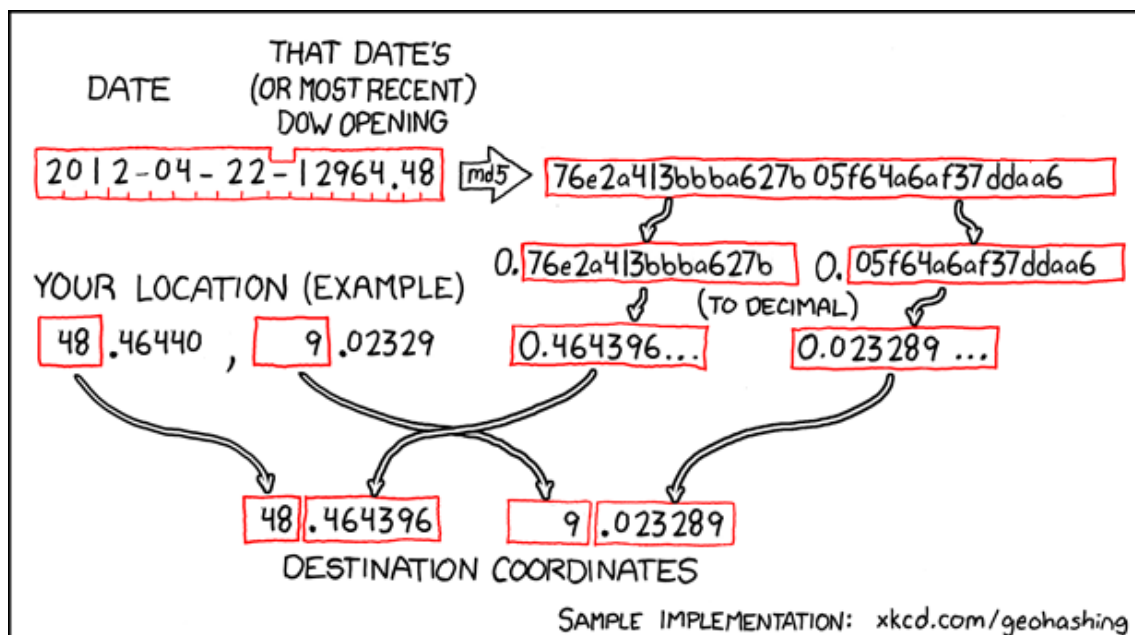 DATE
THAT DATE'S
(OR MOST RECENT)
DOW OPENING
2012-04-22-12964.48
md5
76e2a413bbba627b05f64a6af37ddaa6
0.76e2a413bbba627b
0.05f64a6af37ddaa6
(TO DECIMAL)
YOUR LOCATION (EXAMPLE)
48.46440, 9.02329
0.464396...
0.023289...
48.464396
9.023289
DESTINATION COORDINATES
SAMPLE IMPLEMENTATION: xkcd.com/geohashing